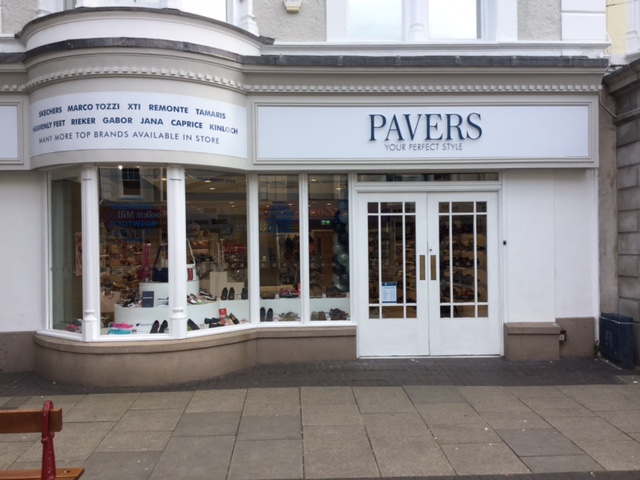 SKECHERS MARCO TOZZI XTI REMONTE TAMARIS
HEAVENLY FEET RIEKER GABOR JANA CAPRICE KINLOCH
MANY MORE TOP BRANDS AVAILABLE IN STORE
PAVERS
YOUR PERFECT STYLE